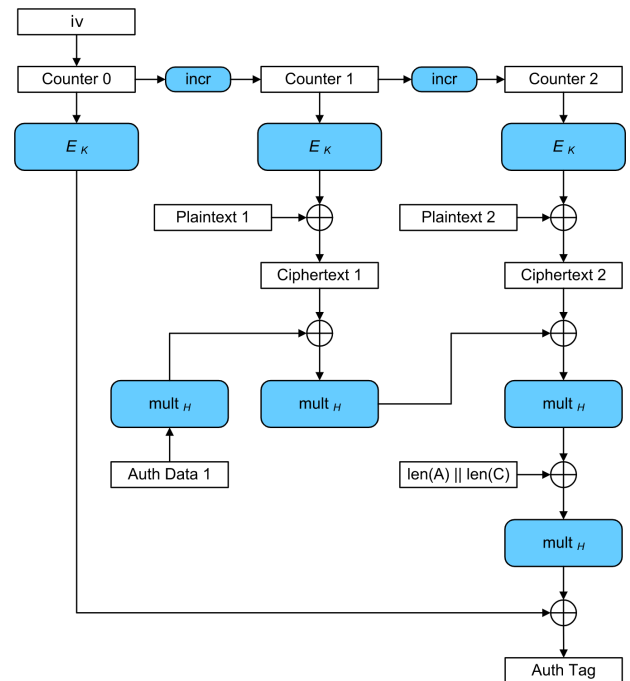 iv
Counter 0
incr
Counter 1
incr
Counter 2
E K
E K
E K
Plaintext 1
Plaintext 2
Ciphertext 1
Ciphertext 2
mult H
mult H
mult H
Auth Data 1
len(A) || len(C)
mult H
Auth Tag